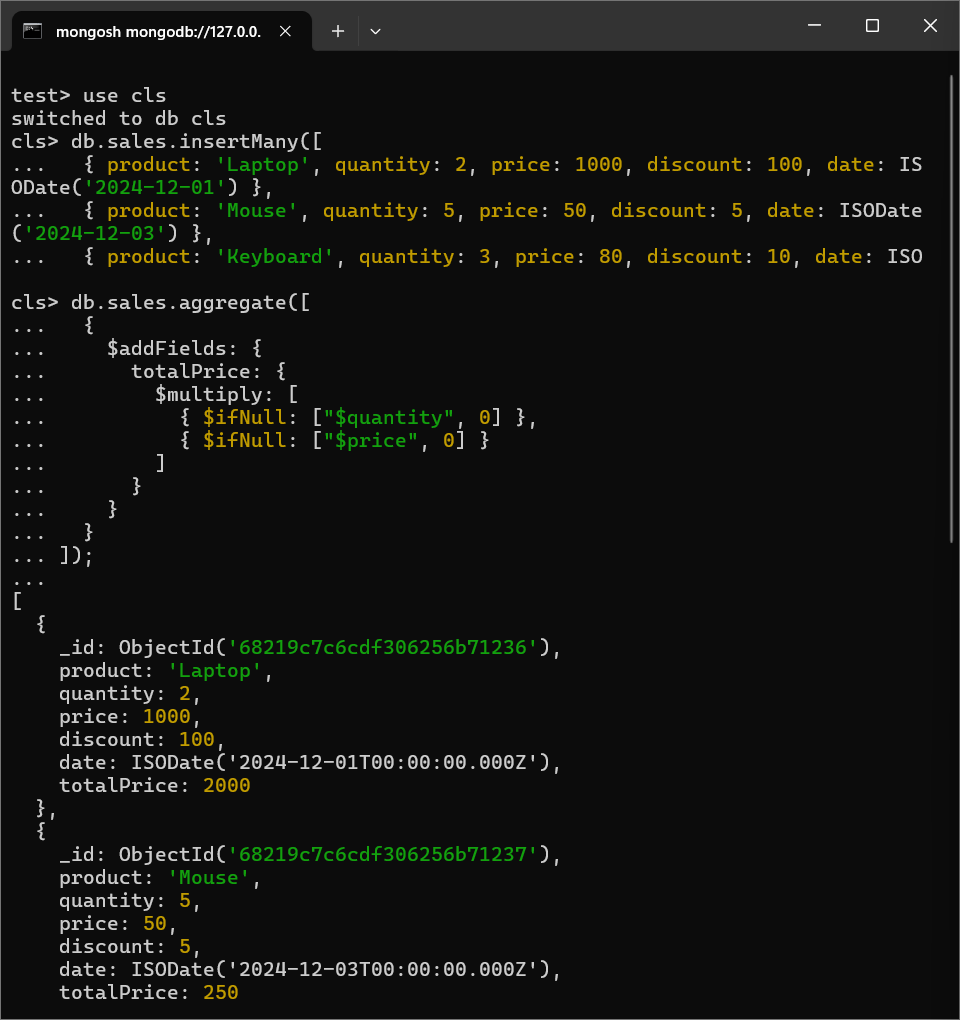 mongosh mongodb://127.0.0.
test> use cls
switched to db cls
cls> db.sales.insertMany([
...   { product: 'Laptop', quantity: 2, price: 1000, discount: 100, date: IS
ODate('2024-12-01') },
...   { product: 'Mouse', quantity: 5, price: 50, discount: 5, date: ISODate
('2024-12-03') },
...   { product: 'Keyboard', quantity: 3, price: 80, discount: 10, date: ISO
cls> db.sales.aggregate([
...   {
...     $addFields: {
...       totalPrice: {
...         $multiply: [
...           { $ifNull: ["$quantity", 0] },
...           { $ifNull: ["$price", 0] }
...         ]
...       }
...     }
...   }
... ]);
...
[
  {
    _id: ObjectId('68219c7c6cdf306256b71236'),
    product: 'Laptop',
    quantity: 2,
    price: 1000,
    discount: 100,
    date: ISODate('2024-12-01T00:00:00.000Z'),
    totalPrice: 2000
  },
  {
    _id: ObjectId('68219c7c6cdf306256b71237'),
    product: 'Mouse',
    quantity: 5,
    price: 50,
    discount: 5,
    date: ISODate('2024-12-03T00:00:00.000Z'),
    totalPrice: 250